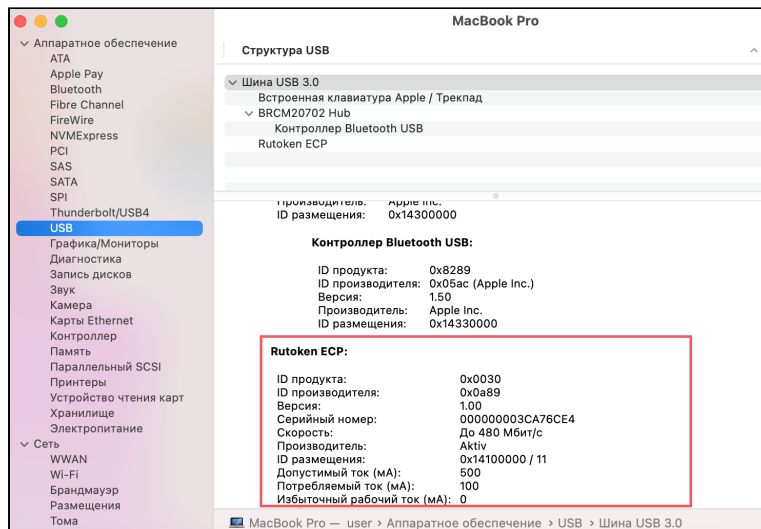 MacBook Pro
Аппаратное обеспечение
ATA
Apple Pay
Bluetooth
Fibre Channel
FireWire
NVMExpress
PCI
SAS
SATA
SPI
Thunderbolt/USB4
USB
Графика/Мониторы
Диагностика
Запись дисков
Звук
Камера
Карты Ethernet
Контроллер
Память
Параллельный SCSI
Принтеры
Устройство чтения карт
Хранилище
Электропитание
Сеть
WWAN
Wi-Fi
Брандмауэр
Размещения
Тома
Структура USB
Шина USB 3.0
Встроенная клавиатура Apple / Трекпад
BRCM20702 Hub
Контроллер Bluetooth USB
Rutoken ECP
Производитель: Apple Inc.
ID размещения: 0x14300000
Контроллер Bluetooth USB:
ID продукта: 0x8289
ID производителя: 0x05ac (Apple Inc.)
Версия: 1.50
Производитель: Apple Inc.
ID размещения: 0x14330000
Rutoken ECP:
ID продукта: 0x0030
ID производителя: 0x0a89
Версия: 1.00
Серийный номер: 000000003CA76CE4
Скорость: До 480 Мбит/с
Производитель: Aktiv
ID размещения: 0x14100000 / 11
Допустимый ток (мА): 500
Потребляемый ток (мА): 100
Избыточный рабочий ток (мА): 0
MacBook Pro — user › Аппаратное обеспечение › USB › Шина USB 3.0